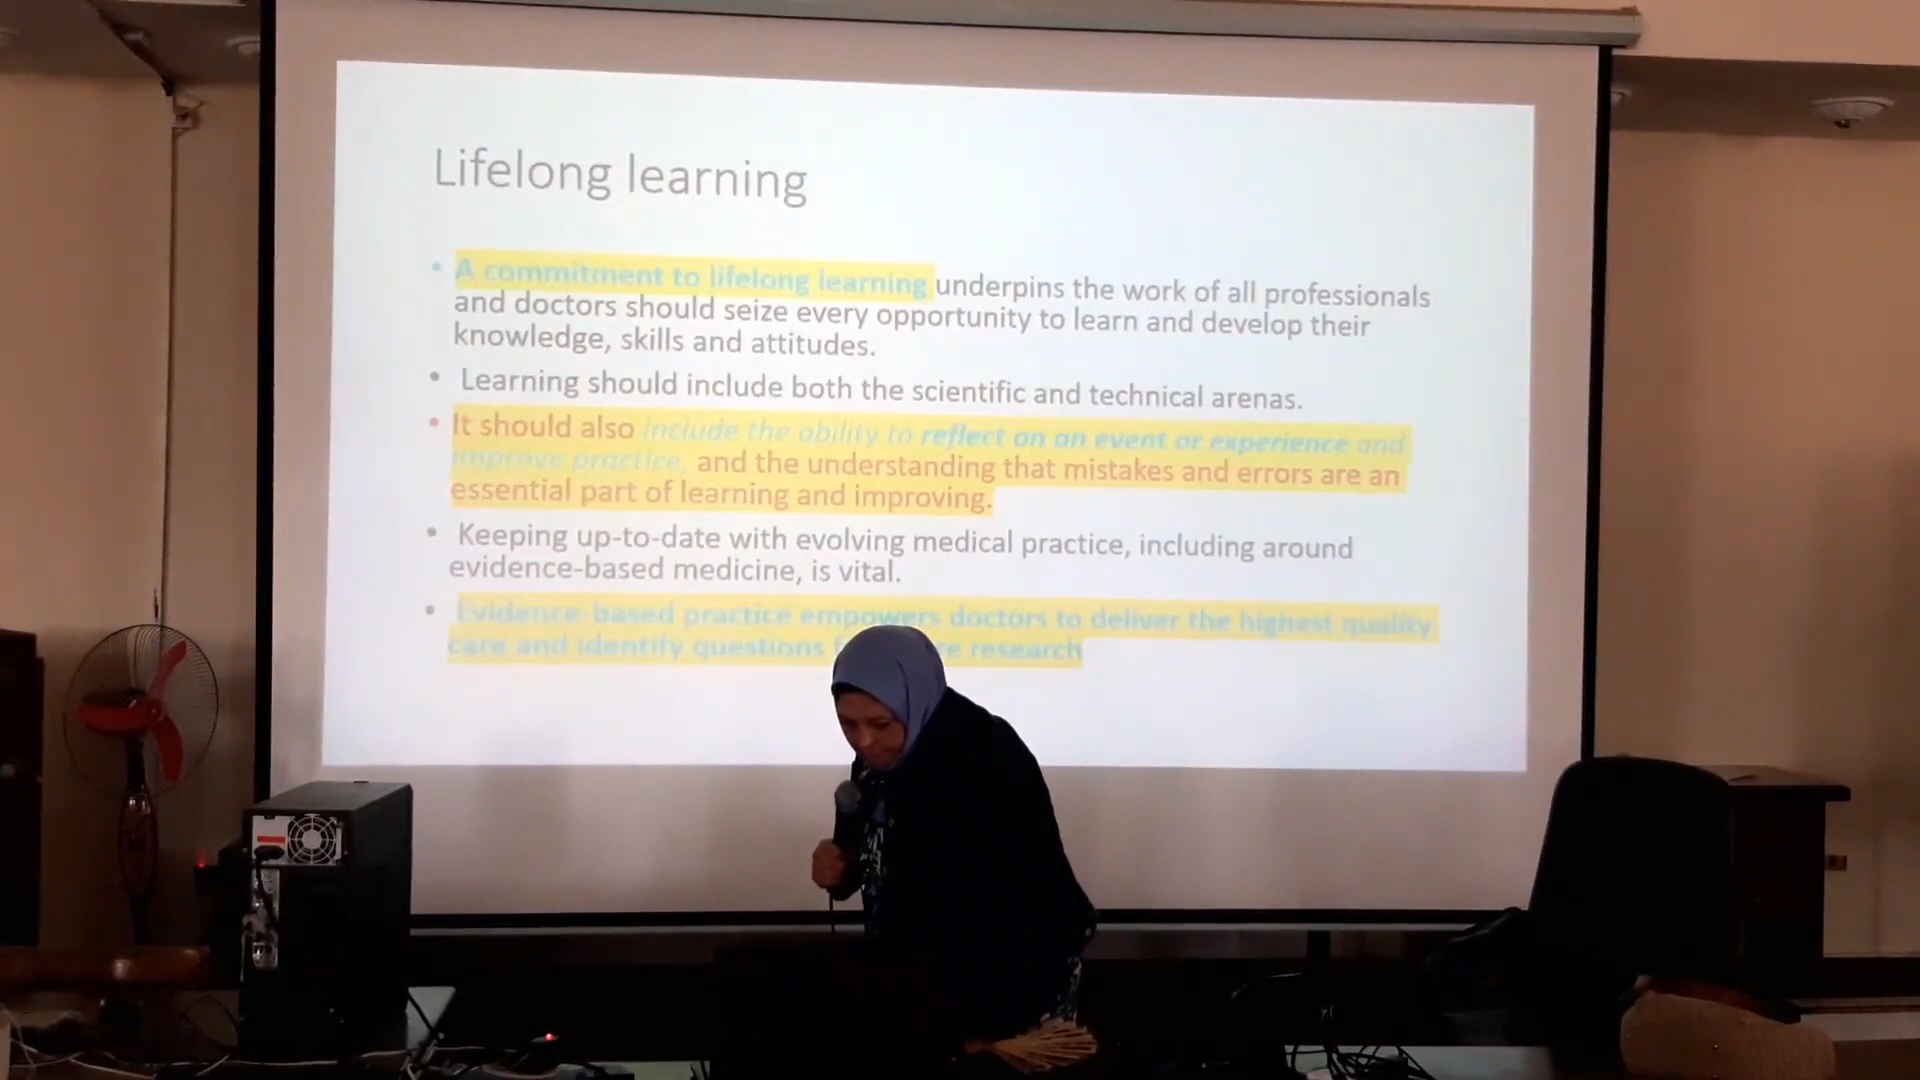 Lifelong learning
• A commitment to lifelong learning underpins the work of all professionals
and doctors should seize every opportunity to learn and develop their
knowledge, skills and attitudes.
• Learning should include both the scientific and technical arenas.
• It should also include the ability to reflect on an event or experience and
improve practice, and the understanding that mistakes and errors are an
essential part of learning and improving.
• Keeping up-to-date with evolving medical practice, including around
evidence-based medicine, is vital.
• Evidence-based practice empowers doctors to deliver the highest quality
care and identify questions research